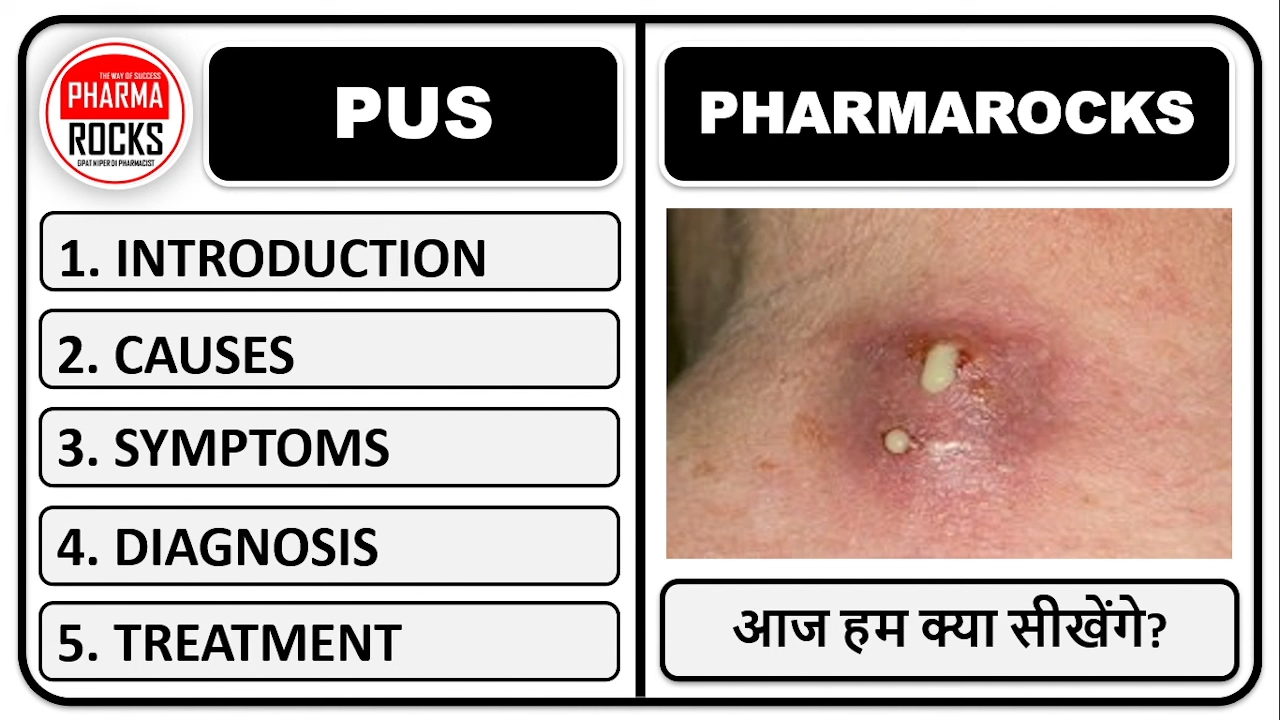 THE WAY OF SUCCESS
PHARMA
ROCKS
GPAT NIPER DI PHARMACIST
PUS
1. INTRODUCTION
2. CAUSES
3. SYMPTOMS
4. DIAGNOSIS
5. TREATMENT
PHARMAROCKS
आज हम क्या सीखेंगे?